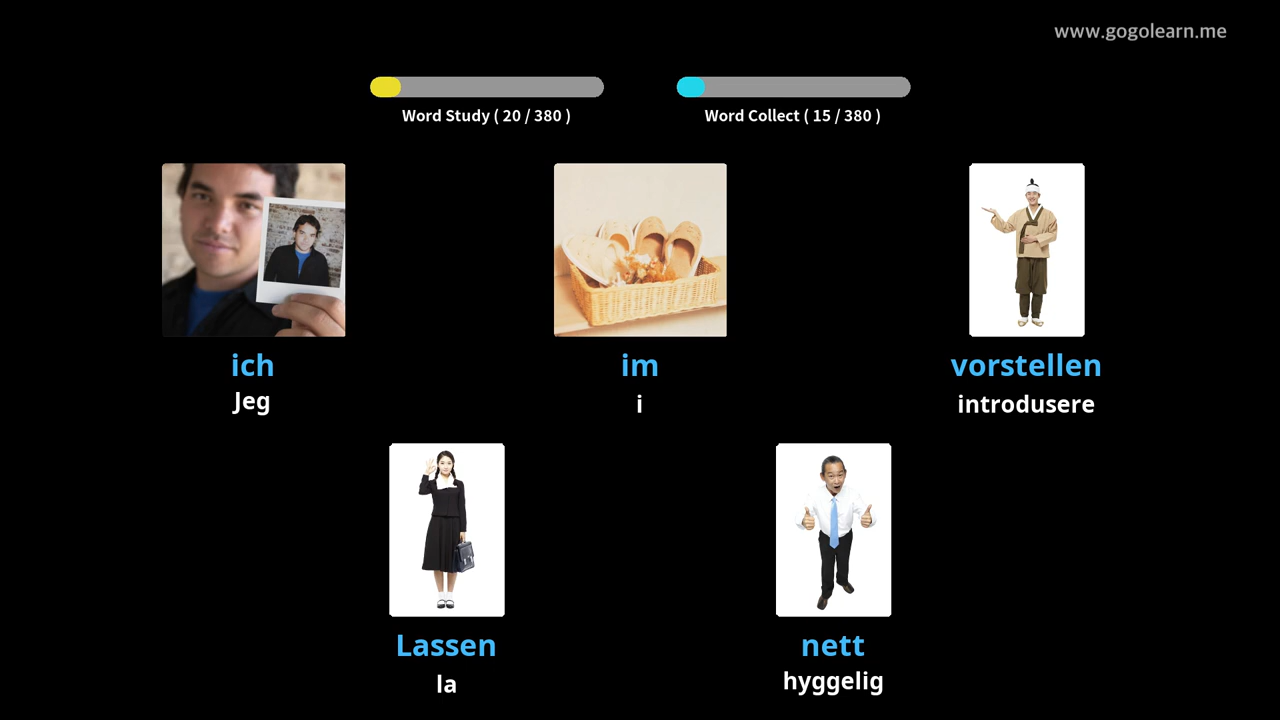 www.gogolearn.me
Word Study ( 20 / 380 )
Word Collect ( 15 / 380 )
ich
Jeg
im
i
vorstellen
introdusere
Lassen
la
nett
hyggelig